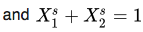 and $X_1^s + X_2^s = 1$